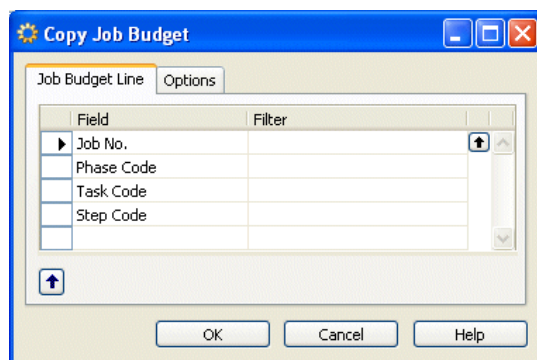 Copy Job Budget
Job Budget Line Options
Field Filter
Job No.
Phase Code
Task Code
Step Code
OK Cancel Help